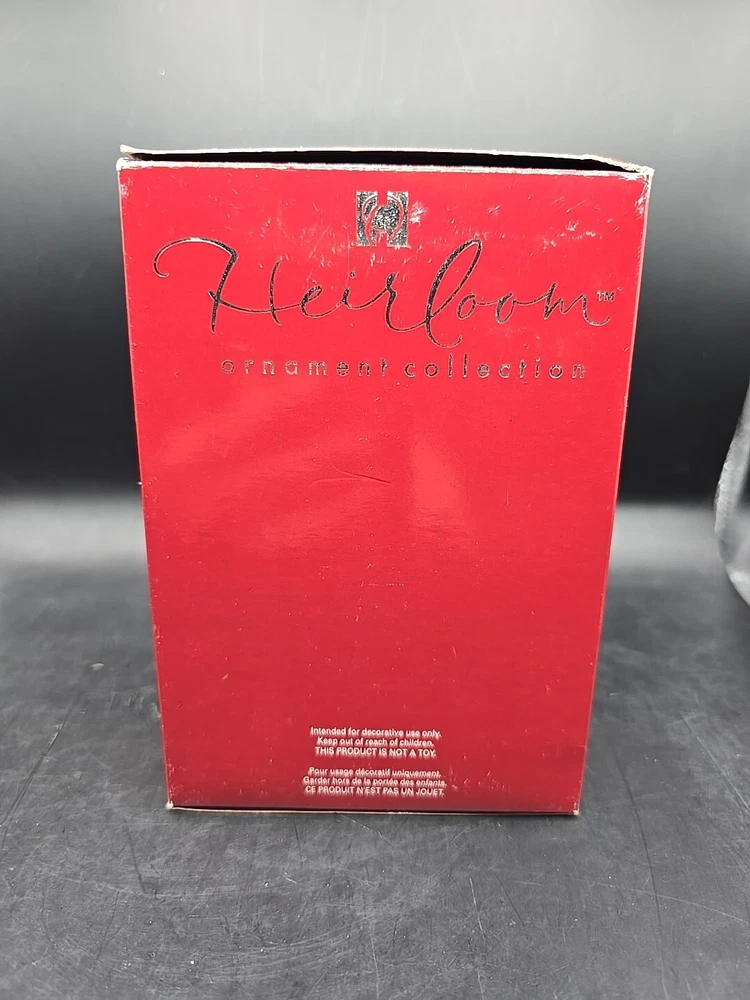 H
Heirloom™
ornament collection
Intended for decorative use only.
Keep out of reach of children.
THIS PRODUCT IS NOT A TOY.
Pour usage décoratif uniquement.
Garder hors de la portée des enfants.
CE PRODUIT N'EST PAS UN JOUET.